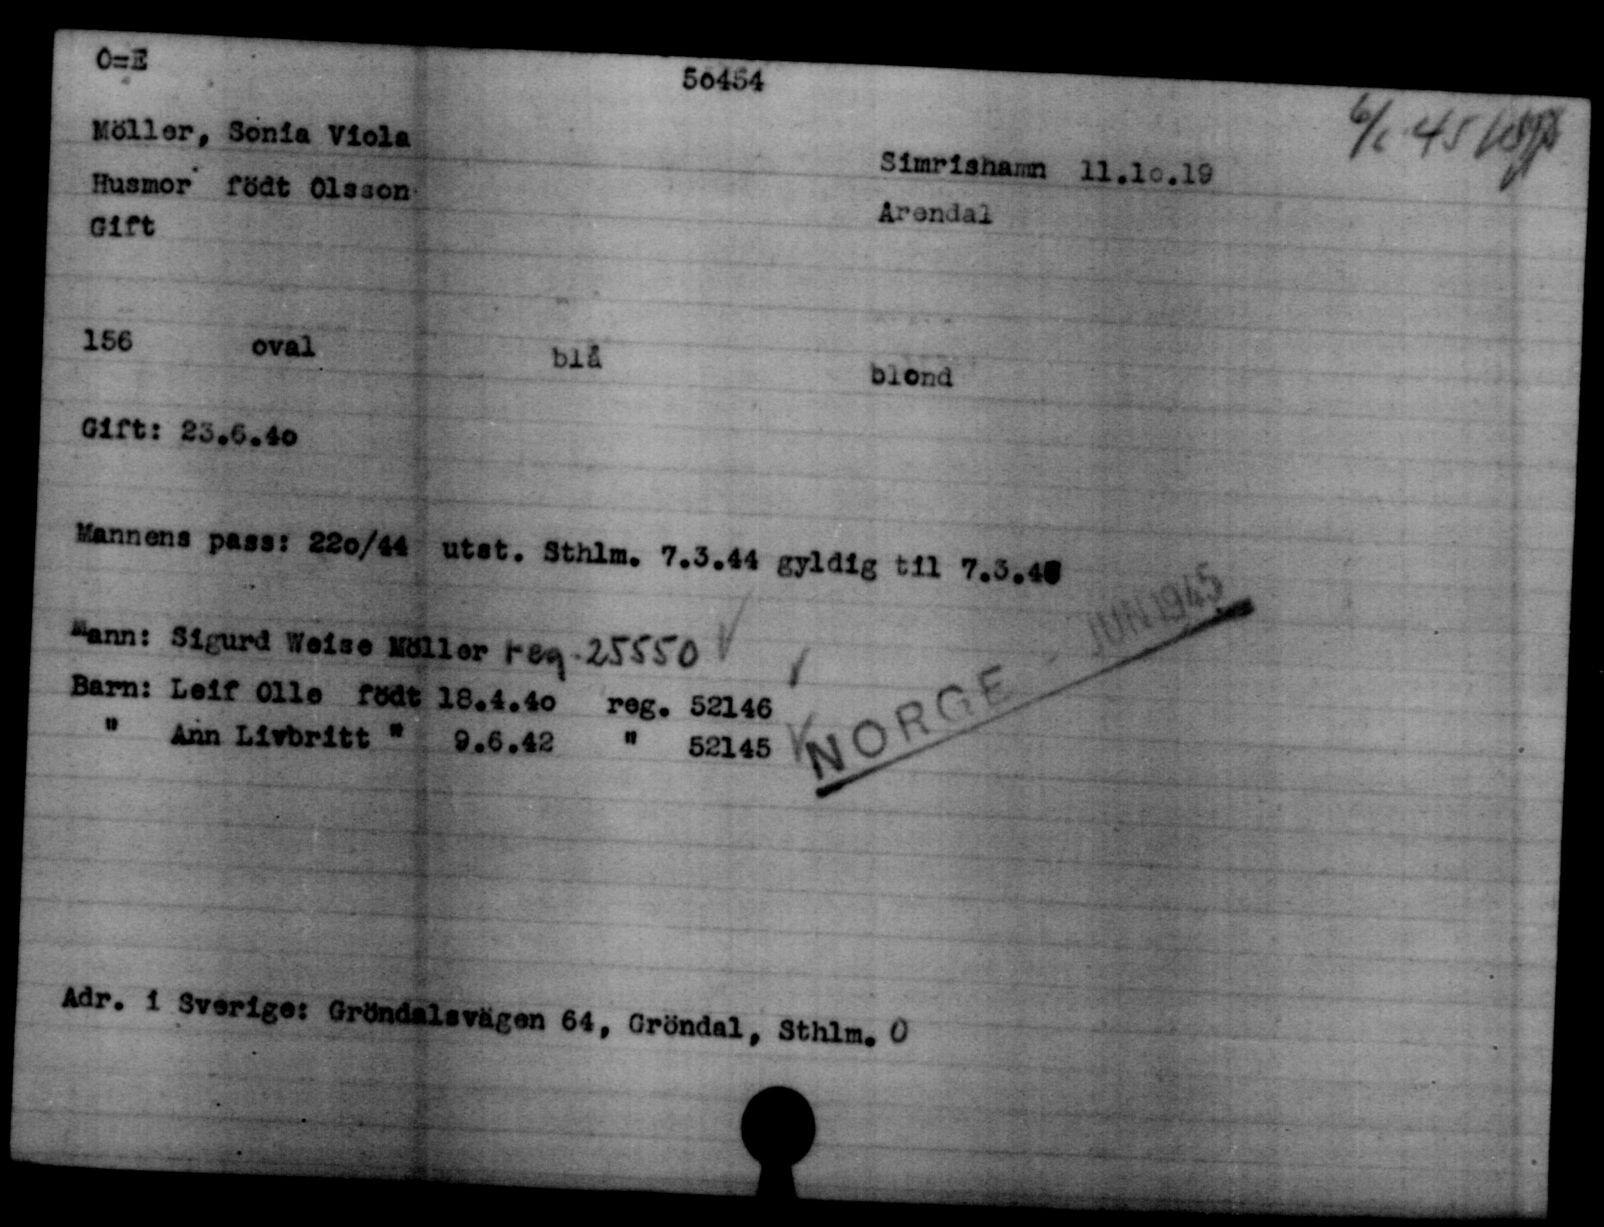 O=E
5o454
6/6 45
Möller, Sonia Viola
Simrishamn 11.1o.19
Husmor födt Olsson
Arendal
Gift
156 oval blå blond
Gift: 23.6.4o
Mannens pass: 22o/44 utst. Sthlm. 7.3.44 gyldig til 7.3.4
JUN 1945
Mann: Sigurd Weise Möller reg. 25550
NORGE
Barn: Leif Olle födt 18.4.4o reg. 52146
" Ann Livbritt " 9.6.42 " 52145
Adr. i Sverige: Gröndalsvägen 64, Gröndal, Sthlm. O